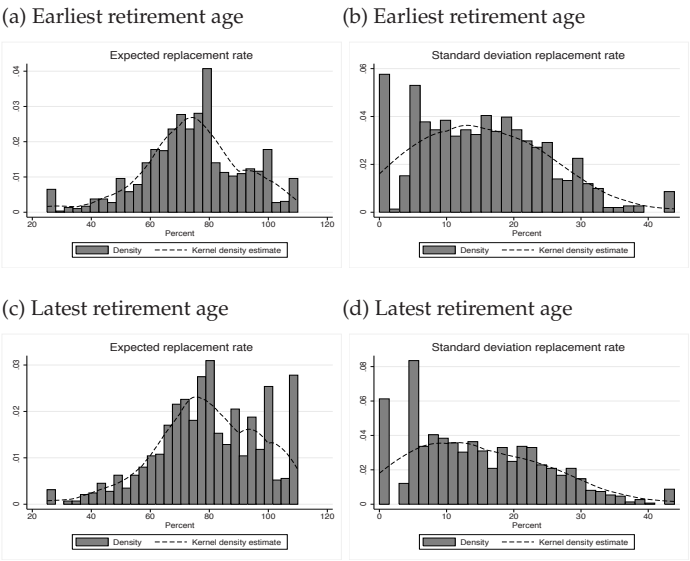 (a) Earliest retirement age
(b) Earliest retirement age
Expected replacement rate
.04
.03
.02
.01
0
20 40 60 80 100 120
Percent
Density Kernel density estimate
Standard deviation replacement rate
.06
.04
.02
0
0 10 20 30 40
Percent
Density Kernel density estimate
(c) Latest retirement age
(d) Latest retirement age
Expected replacement rate
.03
.02
.01
0
20 40 60 80 100 120
Percent
Density Kernel density estimate
Standard deviation replacement rate
.08
.06
.04
.02
0
0 10 20 30 40
Percent
Density Kernel density estimate